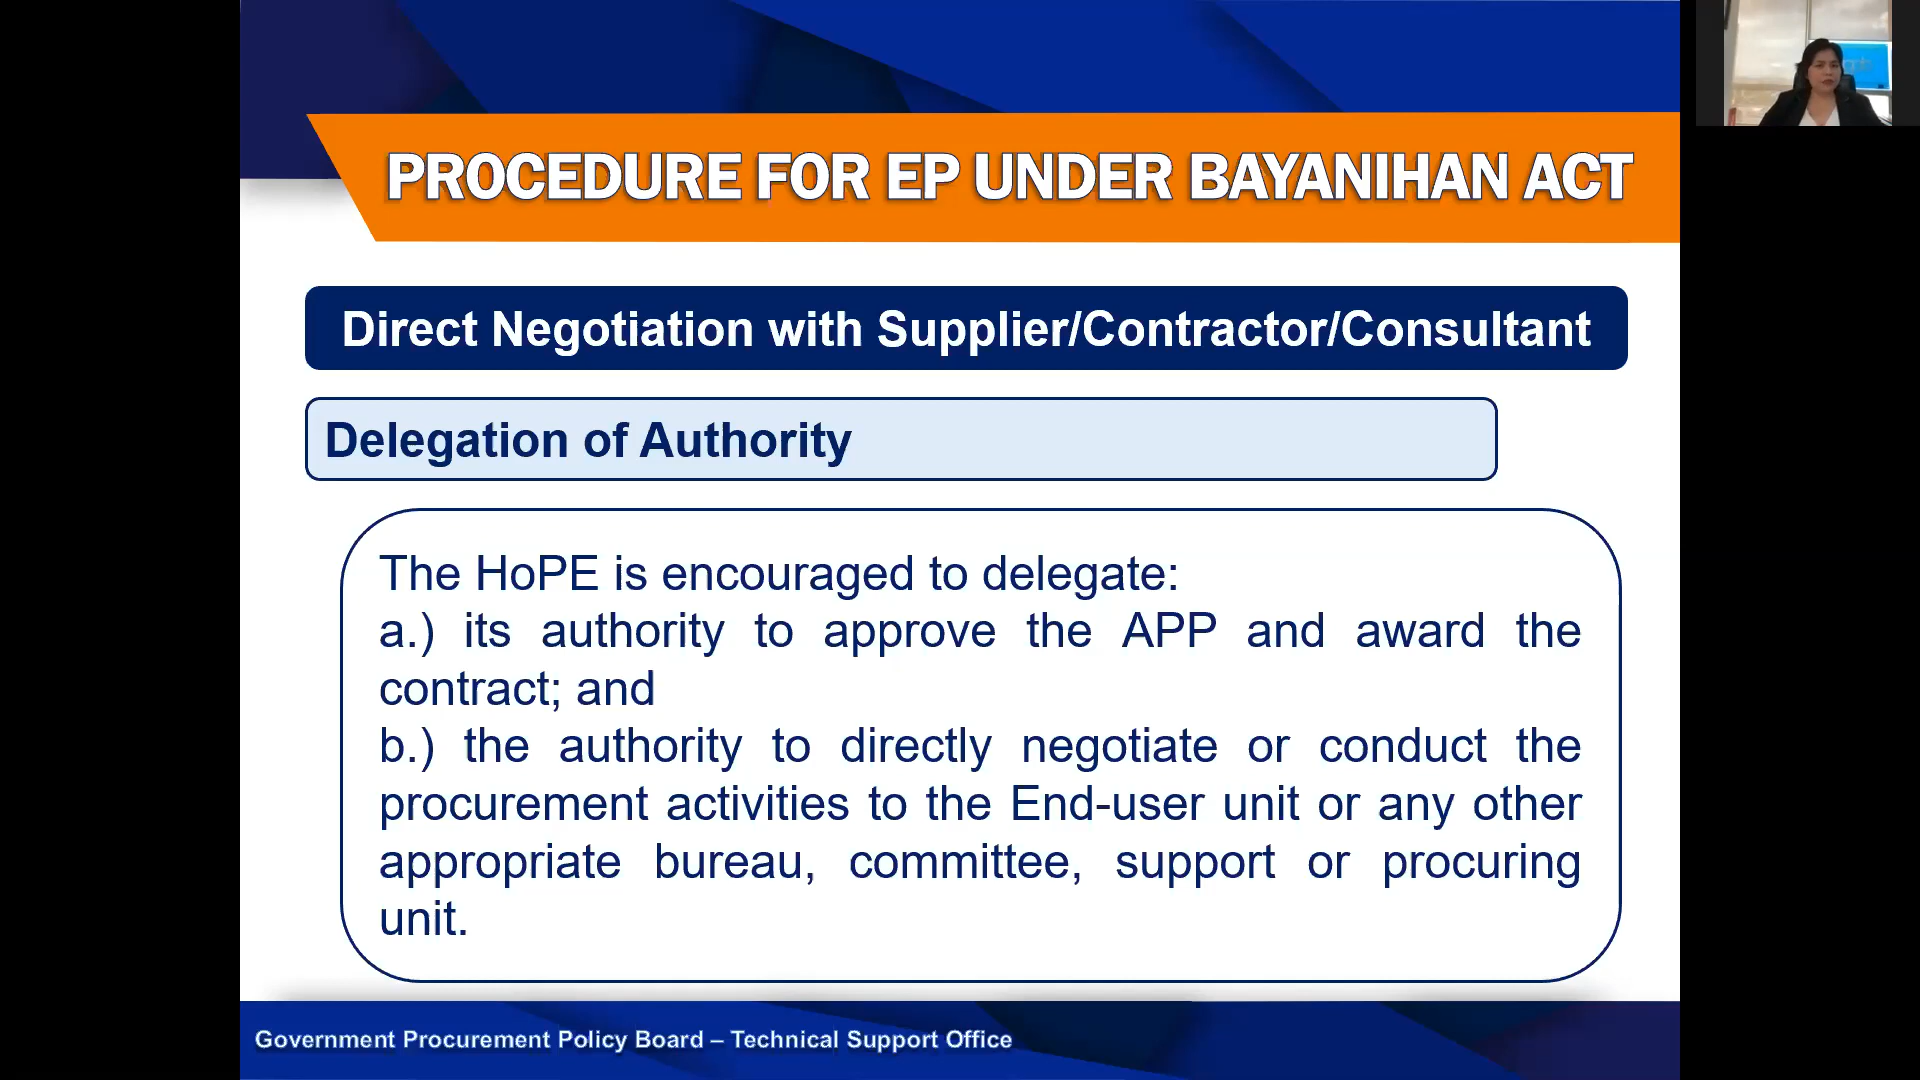 PROCEDURE FOR EP UNDER BAYANIHAN ACT
Direct Negotiation with Supplier/Contractor/Consultant
Delegation of Authority
The HoPE is encouraged to delegate:
a.) its authority to approve the APP and award the
contract; and
b.) the authority to directly negotiate or conduct the
procurement activities to the End-user unit or any other
appropriate bureau, committee, support or procuring
unit.
Government Procurement Policy Board – Technical Support Office